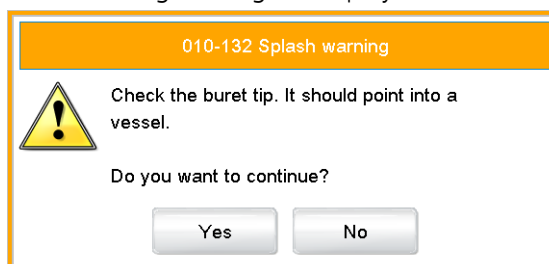 010-132 Splash warning
Check the buret tip. It should point into a
vessel.
Do you want to continue?
Yes
No